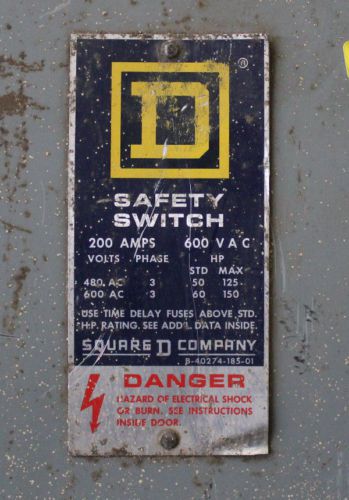 D
®
SAFETY
SWITCH
200 AMPS 600 VAC
VOLTS PHASE HP
STD MAX
480 AC 3 50 125
600 AC 3 60 150
USE TIME DELAY FUSES ABOVE STD.
H.P. RATING. SEE ADD'L. DATA INSIDE.
SQUARE D COMPANY
B-40274-185-01
DANGER
HAZARD OF ELECTRICAL SHOCK
OR BURN. SEE INSTRUCTIONS
INSIDE DOOR.